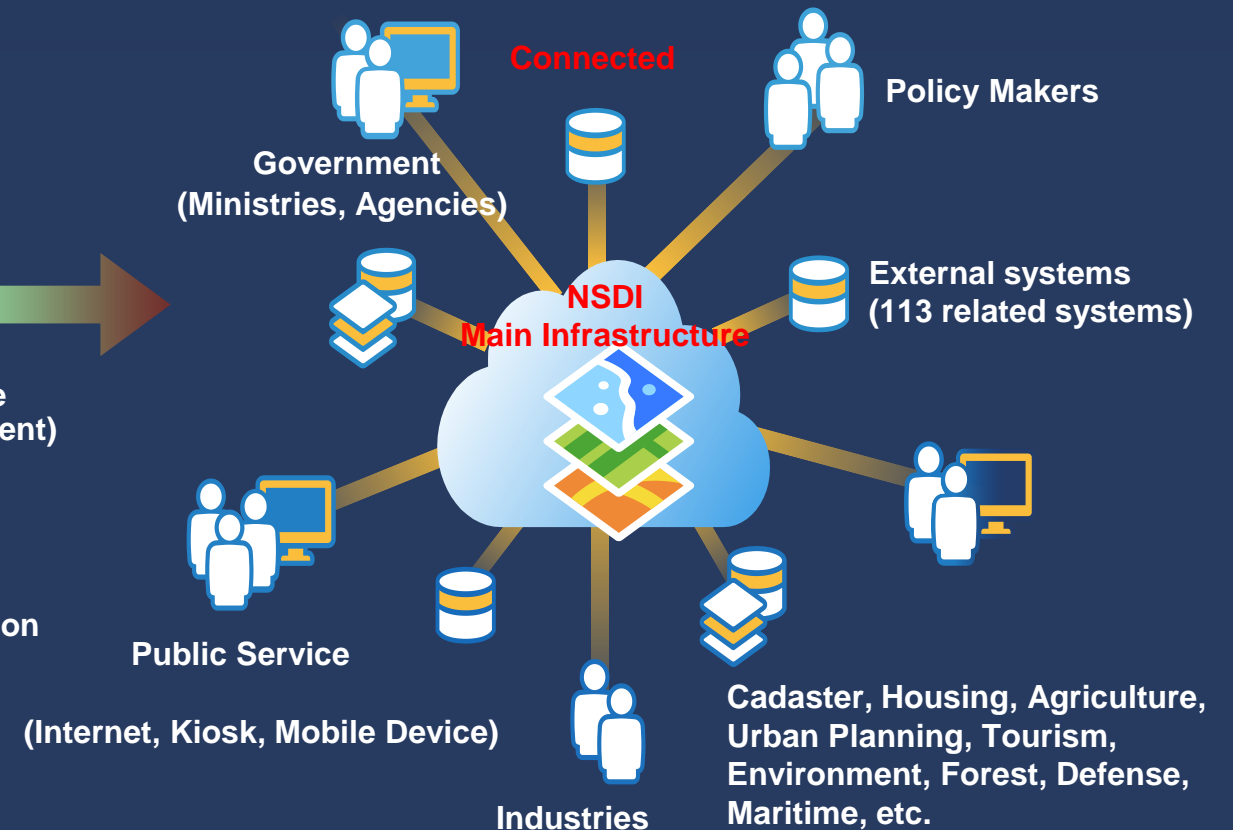 Connected
Policy Makers
Government
(Ministries, Agencies)
External systems
(113 related systems)
NSDI
Main Infrastructure
Public Service
(Internet, Kiosk, Mobile Device)
Cadaster, Housing, Agriculture,
Urban Planning, Tourism,
Environment, Forest, Defense,
Maritime, etc.
Industries